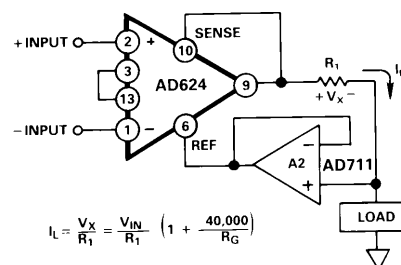 SENSE
+INPUT
2
+
10
3
13
AD624
9
R1
IL
+ VX −
−INPUT
1
−
6
REF
−
A2
AD711
+
LOAD
IL = VX/R1 = VIN/R1 (1 + 40,000/RG)